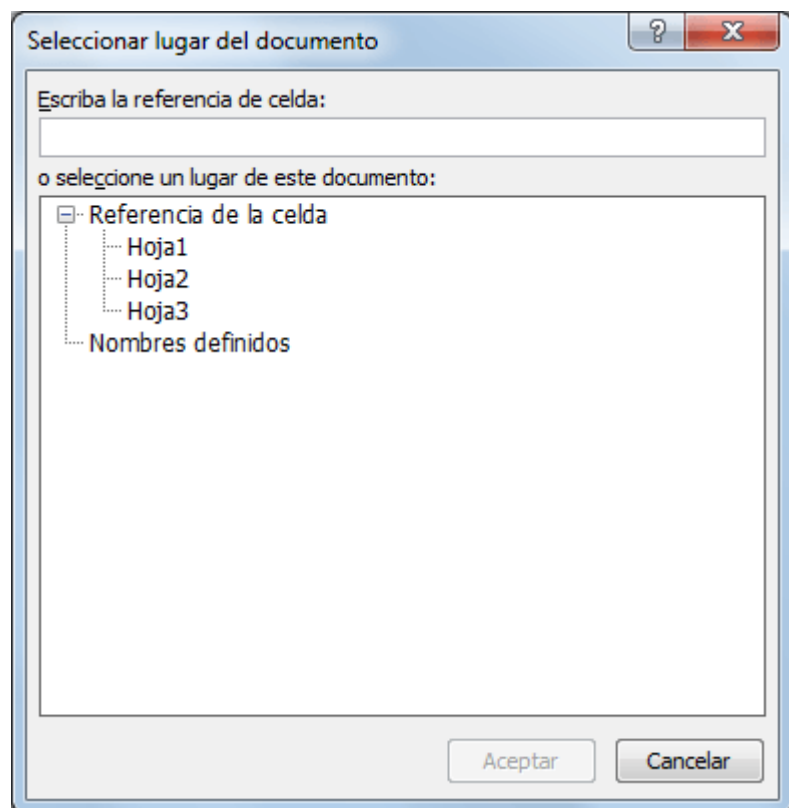 Seleccionar lugar del documento
Escriba la referencia de celda:
o seleccione un lugar de este documento:
Referencia de la celda
Hoja1
Hoja2
Hoja3
Nombres definidos
Aceptar Cancelar